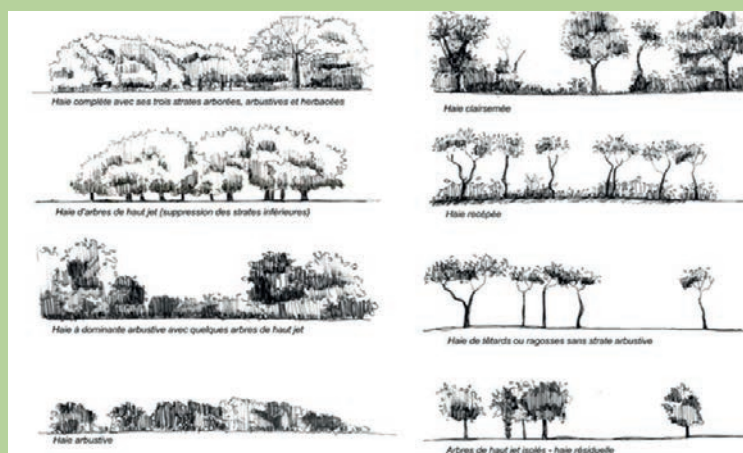 Haie complète avec ses trois strates arborées, arbustives et herbacées
Haie clairsemée
Haie d'arbres de haut jet (suppression des strates inférieures)
Haie recépée
Haie à dominante arbustive avec quelques arbres de haut jet
Haie de têtards ou ragosses sans strate arbustive
Haie arbustive
Arbres de haut jet isolés - haie résiduelle